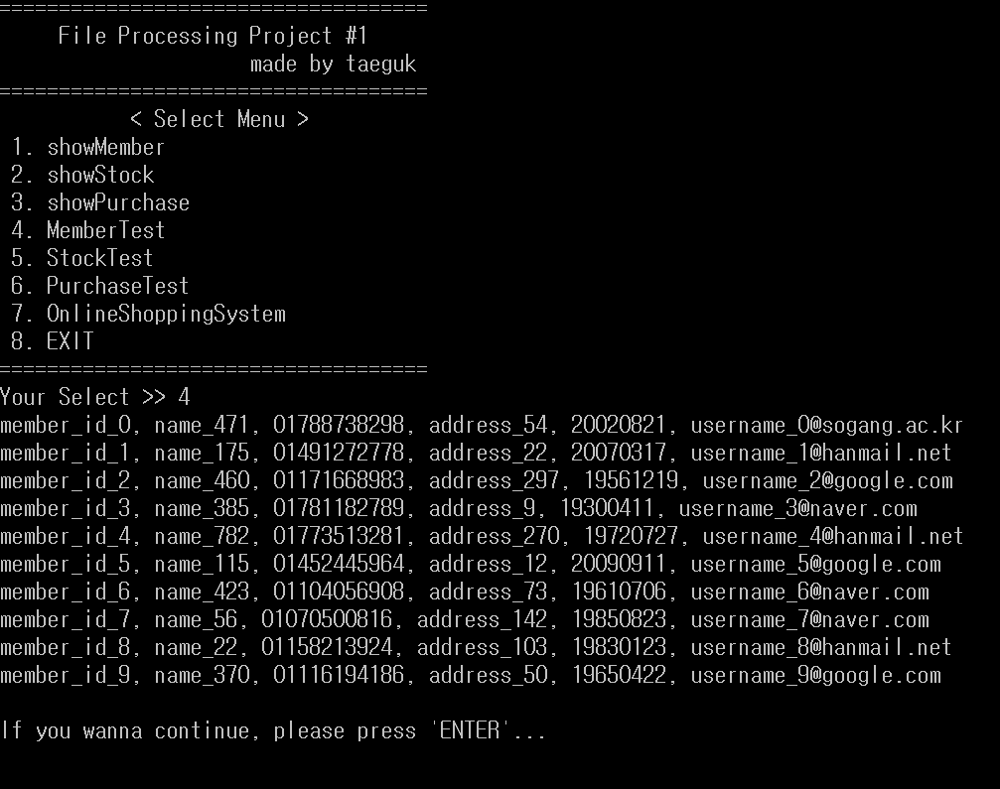 ====================================
File Processing Project #1
made by taeguk
====================================
< Select Menu >
1. showMember
2. showStock
3. showPurchase
4. MemberTest
5. StockTest
6. PurchaseTest
7. OnlineShoppingSystem
8. EXIT
====================================
Your Select >> 4
member_id_0, name_471, 01788738298, address_54, 20020821, username_0@sogang.ac.kr
member_id_1, name_175, 01491272778, address_22, 20070317, username_1@hanmail.net
member_id_2, name_460, 01171668983, address_297, 19561219, username_2@google.com
member_id_3, name_385, 01781182789, address_9, 19300411, username_3@naver.com
member_id_4, name_782, 01773513281, address_270, 19720727, username_4@hanmail.net
member_id_5, name_115, 01452445964, address_12, 20090911, username_5@google.com
member_id_6, name_423, 01104056908, address_73, 19610706, username_6@naver.com
member_id_7, name_56, 01070500816, address_142, 19850823, username_7@naver.com
member_id_8, name_22, 01158213924, address_103, 19830123, username_8@hanmail.net
member_id_9, name_370, 01116194186, address_50, 19650422, username_9@google.com
If you wanna continue, please press 'ENTER'...